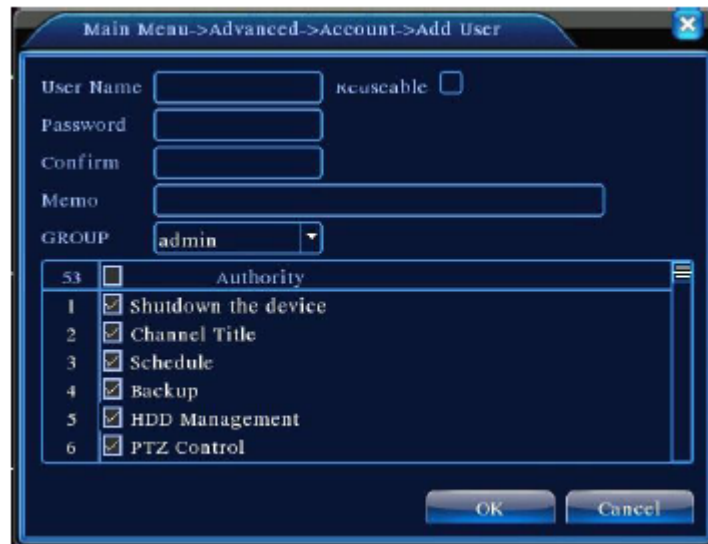 Main Menu->Advanced->Account->Add User
User Name
Reuseable
Password
Confirm
Memo
GROUP admin
53 Authority
1 Shutdown the device
2 Channel Title
3 Schedule
4 Backup
5 HDD Management
6 PTZ Control
OK Cancel